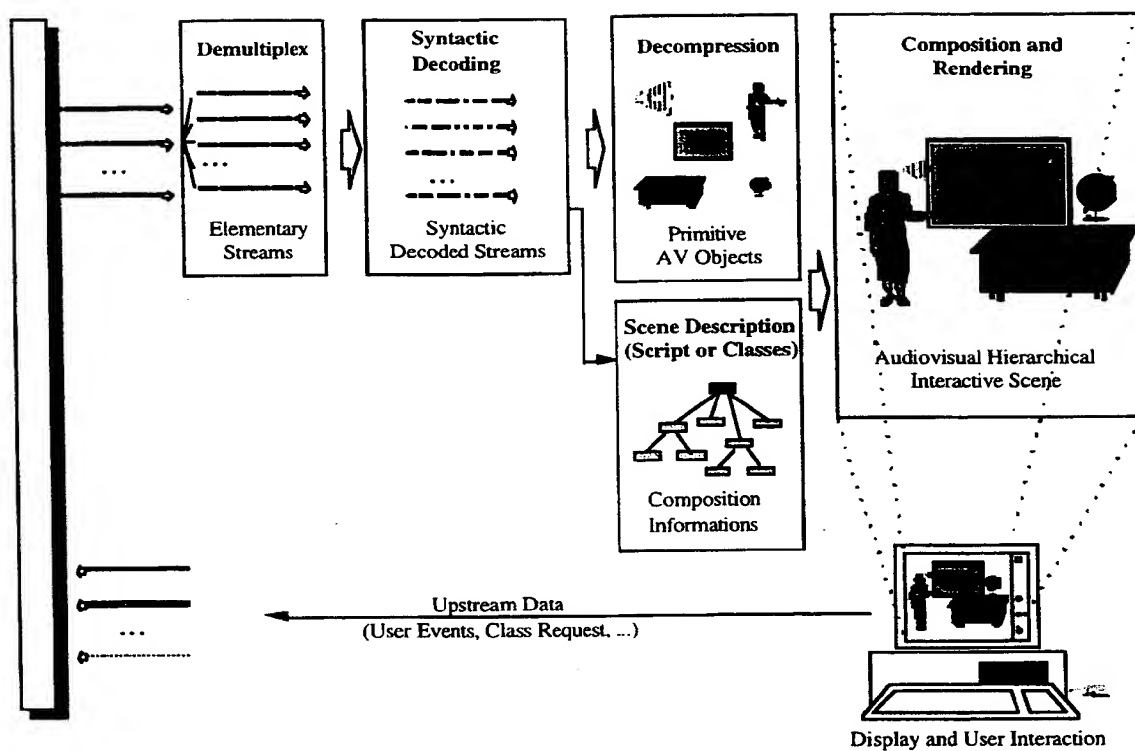 Demultiplex
...
...
Elementary
Streams
Syntactic
Decoding
...
Syntactic
Decoded Streams
Decompression
Primitive
AV Objects
Scene Description
(Script or Classes)
Composition
Informations
Composition and
Rendering
Audiovisual Hierarchical
Interactive Scene
...
Upstream Data
(User Events, Class Request, ...)
Display and User Interaction